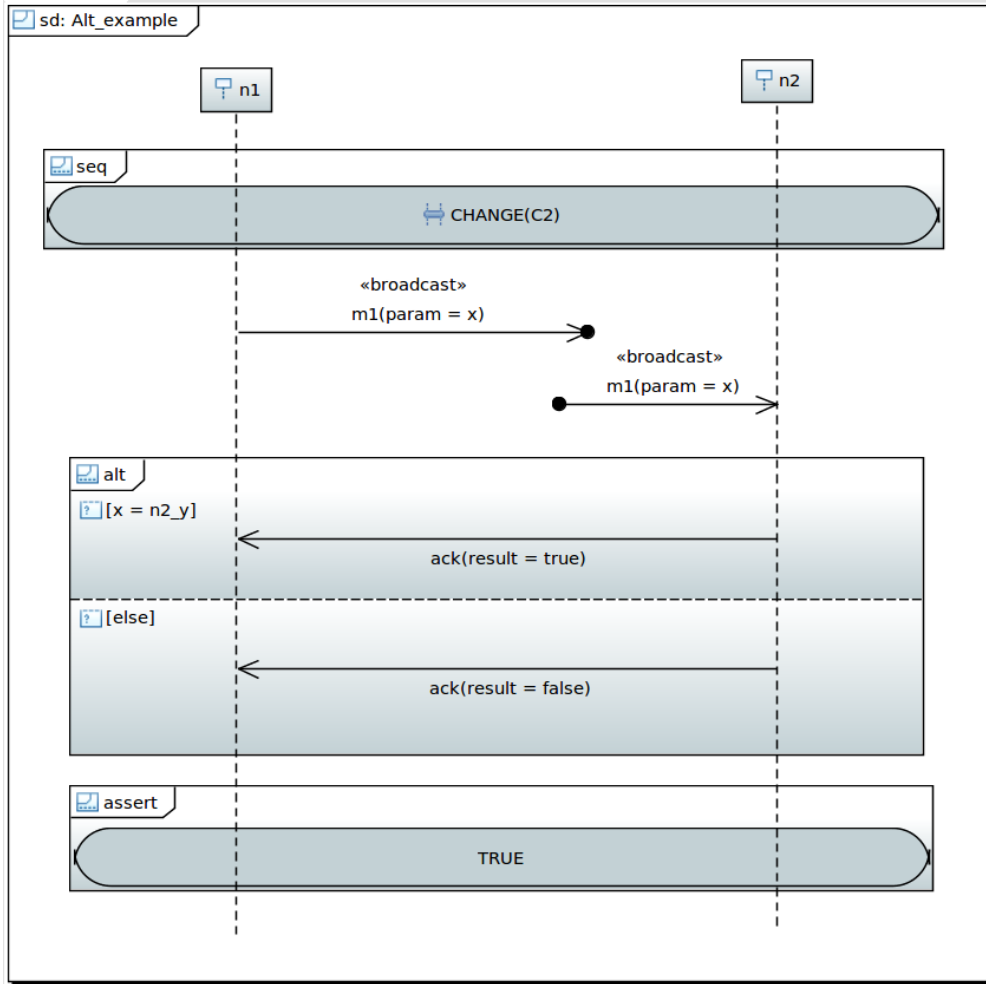 sd: Alt_example
n1
n2
seq
CHANGE(C2)
«broadcast»
m1(param = x)
«broadcast»
m1(param = x)
alt
[x = n2_y]
ack(result = true)
[else]
ack(result = false)
assert
TRUE